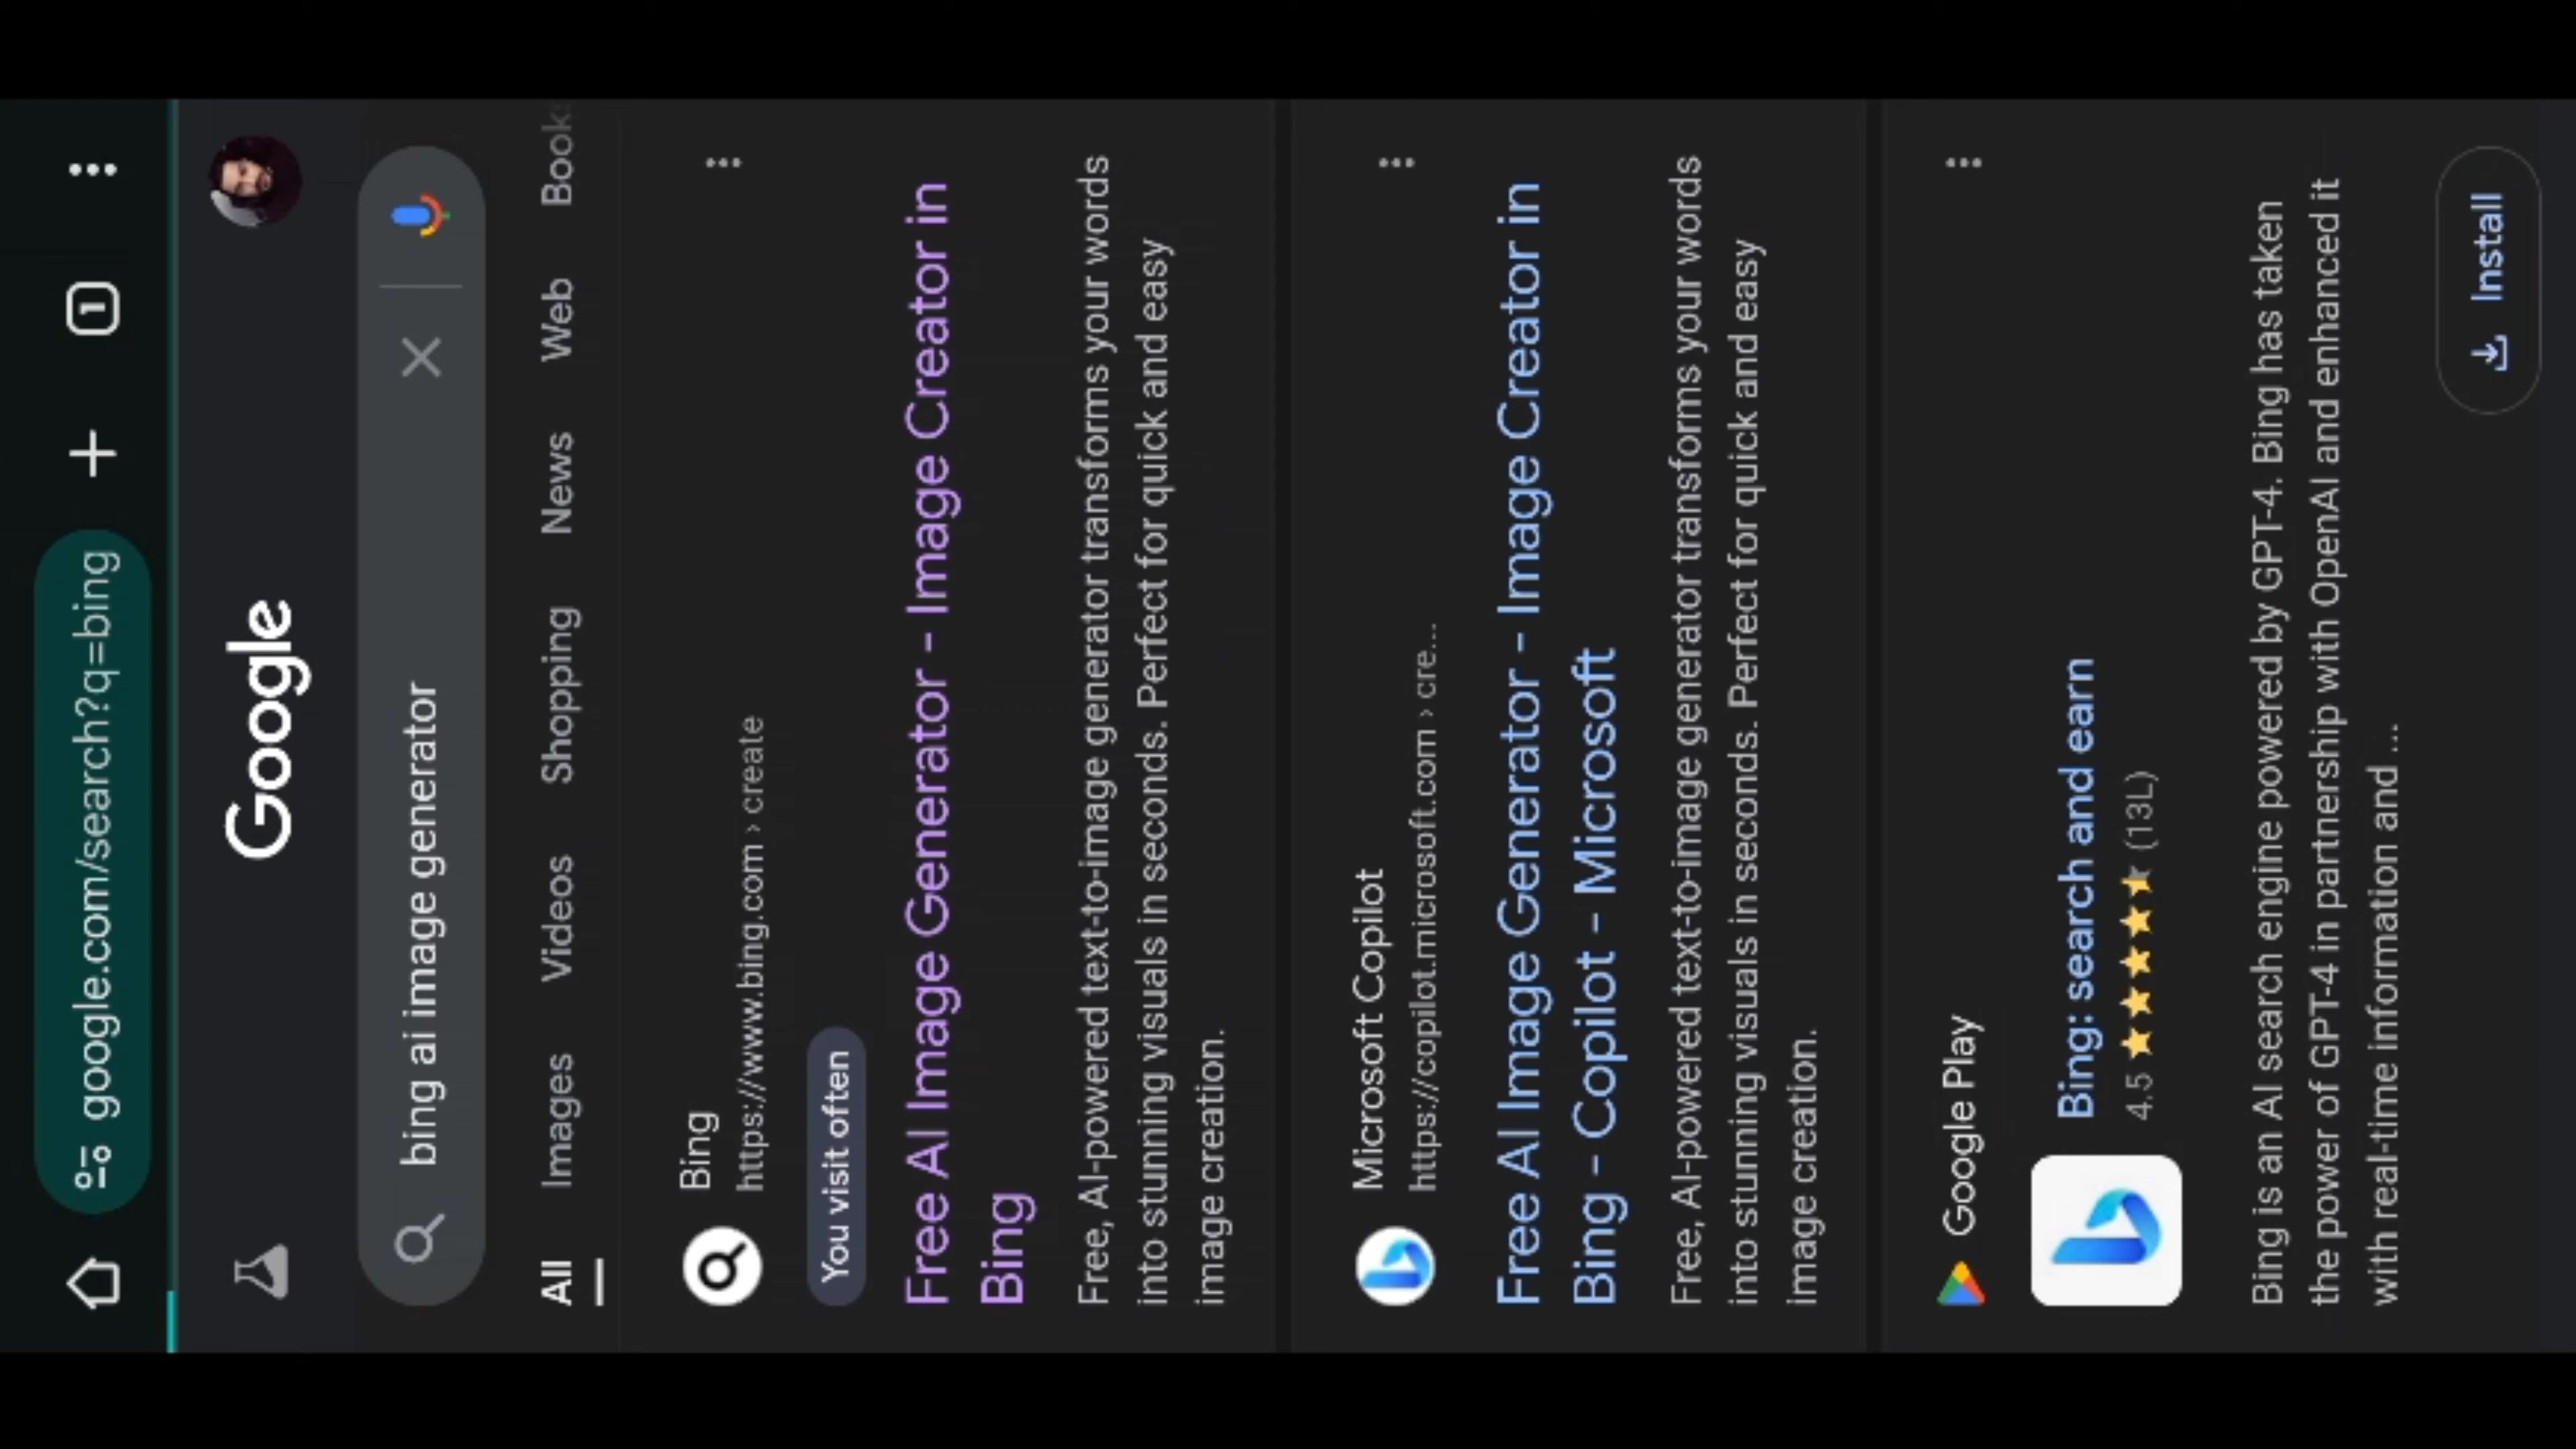 google.com/search?q=bing
1
Google
bing ai image generator
All Images Videos Shopping News Web Books
Bing
https://www.bing.com › create
You visit often
Free AI Image Generator - Image Creator in
Bing
Free, AI-powered text-to-image generator transforms your words
into stunning visuals in seconds. Perfect for quick and easy
image creation.
Microsoft Copilot
https://copilot.microsoft.com › cre...
Free AI Image Generator - Image Creator in
Bing - Copilot - Microsoft
Free, AI-powered text-to-image generator transforms your words
into stunning visuals in seconds. Perfect for quick and easy
image creation.
Google Play
Bing: search and earn
4.5 (13L)
Bing is an AI search engine powered by GPT-4. Bing has taken
the power of GPT-4 in partnership with OpenAI and enhanced it
with real-time information and ...
Install